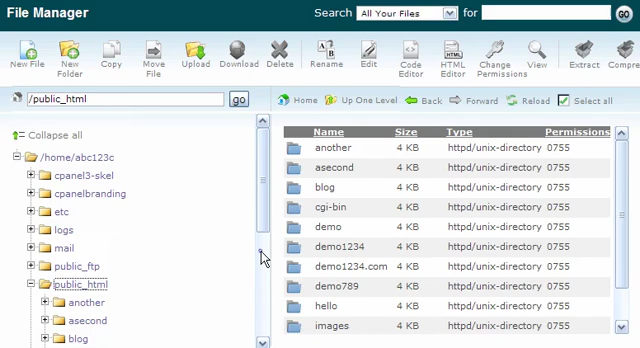 File Manager
Search All Your Files for GO
New File New Folder Copy Move File Upload Download Delete Rename Edit Code Editor HTML Editor Change Permissions View Extract Compre
/public_html go Home Up One Level Back Forward Reload Select all
Collapse all
/home/abc123c
cpanel3-skel
cpanelbranding
etc
logs
mail
public_ftp
public_html
another
asecond
blog
Name Size Type Permissions
another 4 KB httpd/unix-directory 0755
asecond 4 KB httpd/unix-directory 0755
blog 4 KB httpd/unix-directory 0755
cgi-bin 4 KB httpd/unix-directory 0755
demo 4 KB httpd/unix-directory 0755
demo1234 4 KB httpd/unix-directory 0755
demo1234.com 4 KB httpd/unix-directory 0755
demo789 4 KB httpd/unix-directory 0755
hello 4 KB httpd/unix-directory 0755
images 4 KB httpd/unix-directory 0755